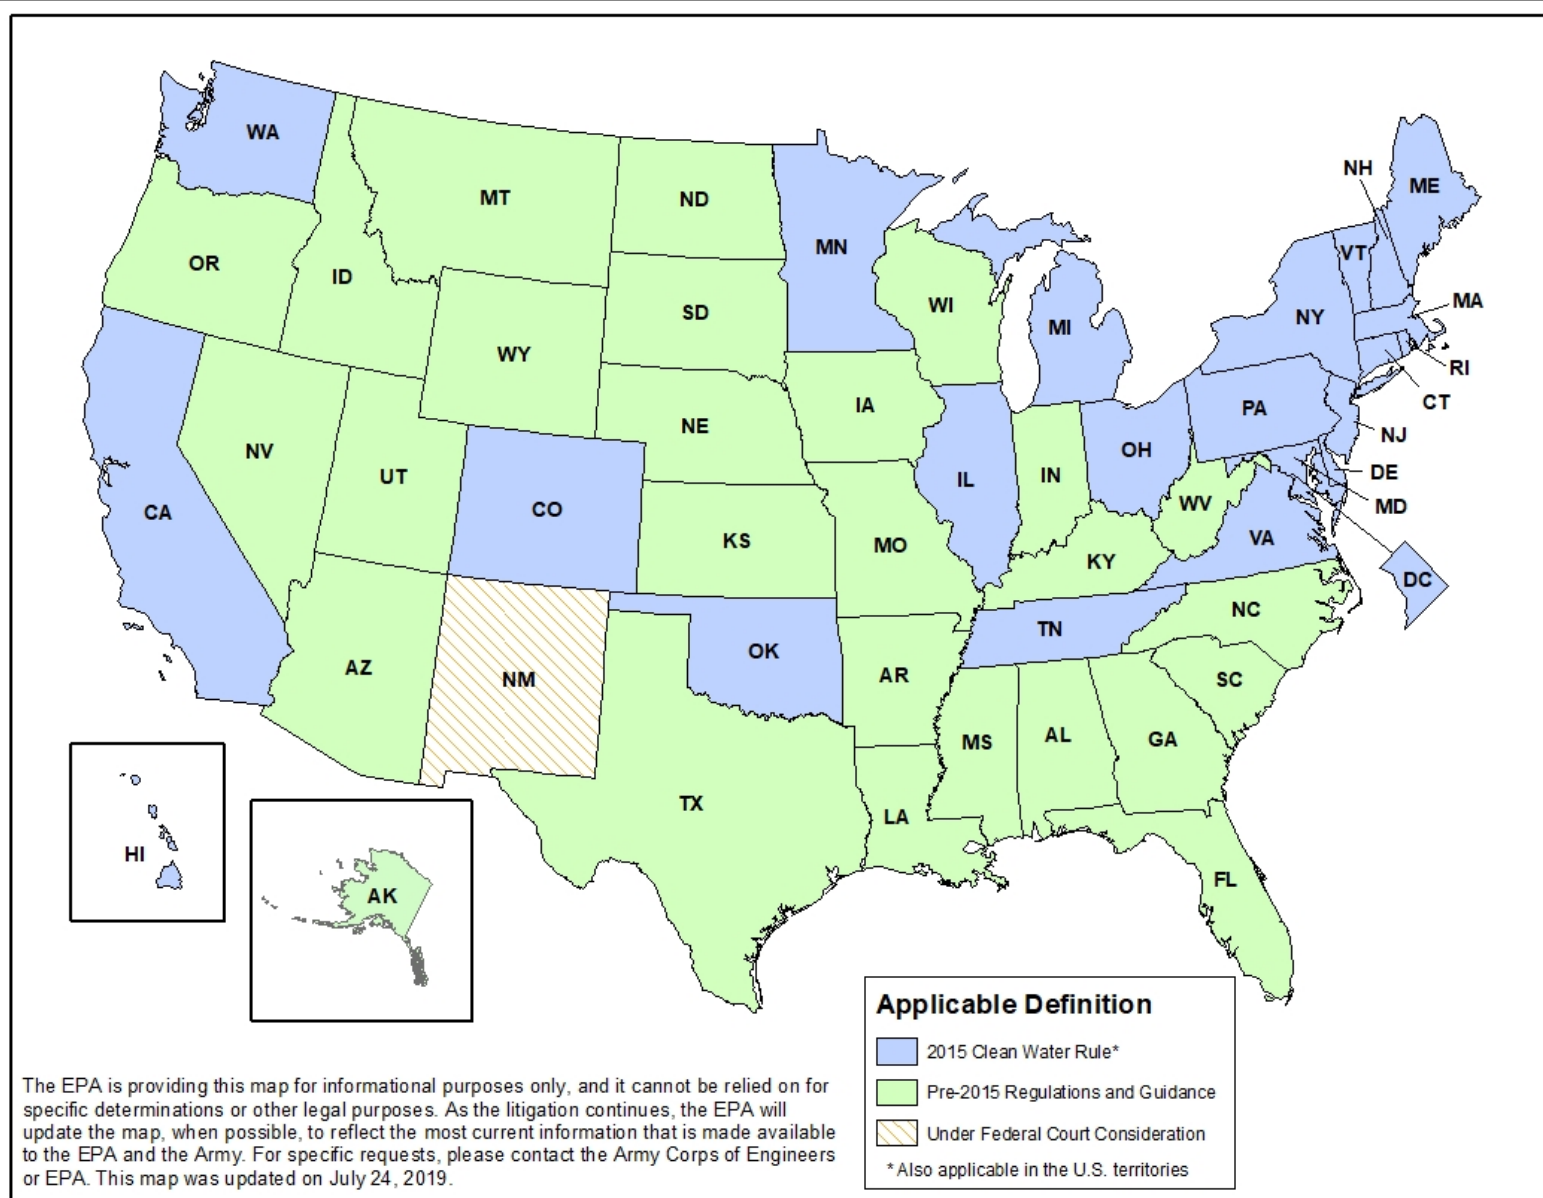 WA
NH
ME
MT
ND
MN
VT
OR
ID
MA
SD
WI
NY
MI
WY
RI
IA
CT
PA
NE
NJ
NV
OH
UT
IN
IL
DE
WV
MD
CO
CA
KS
VA
MO
KY
DC
NC
TN
OK
AZ
AR
NM
SC
MS
AL
GA
TX
LA
HI
FL
AK
Applicable Definition
2015 Clean Water Rule*
Pre-2015 Regulations and Guidance
Under Federal Court Consideration
* Also applicable in the U.S. territories
The EPA is providing this map for informational purposes only, and it cannot be relied on for
specific determinations or other legal purposes. As the litigation continues, the EPA will
update the map, when possible, to reflect the most current information that is made available
to the EPA and the Army. For specific requests, please contact the Army Corps of Engineers
or EPA. This map was updated on July 24, 2019.